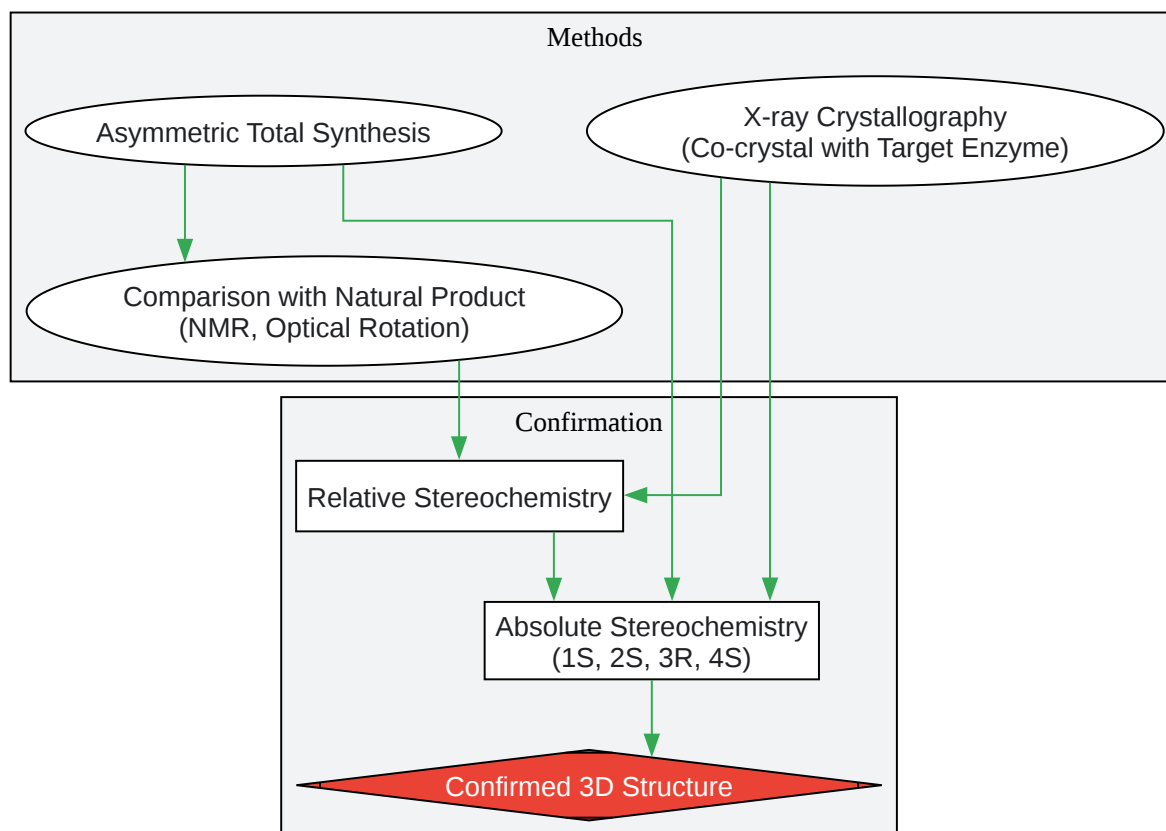 Methods
Asymmetric Total Synthesis
X-ray Crystallography
(Co-crystal with Target Enzyme)
Comparison with Natural Product
(NMR, Optical Rotation)
Confirmation
Relative Stereochemistry
Absolute Stereochemistry
(1S, 2S, 3R, 4S)
Confirmed 3D Structure